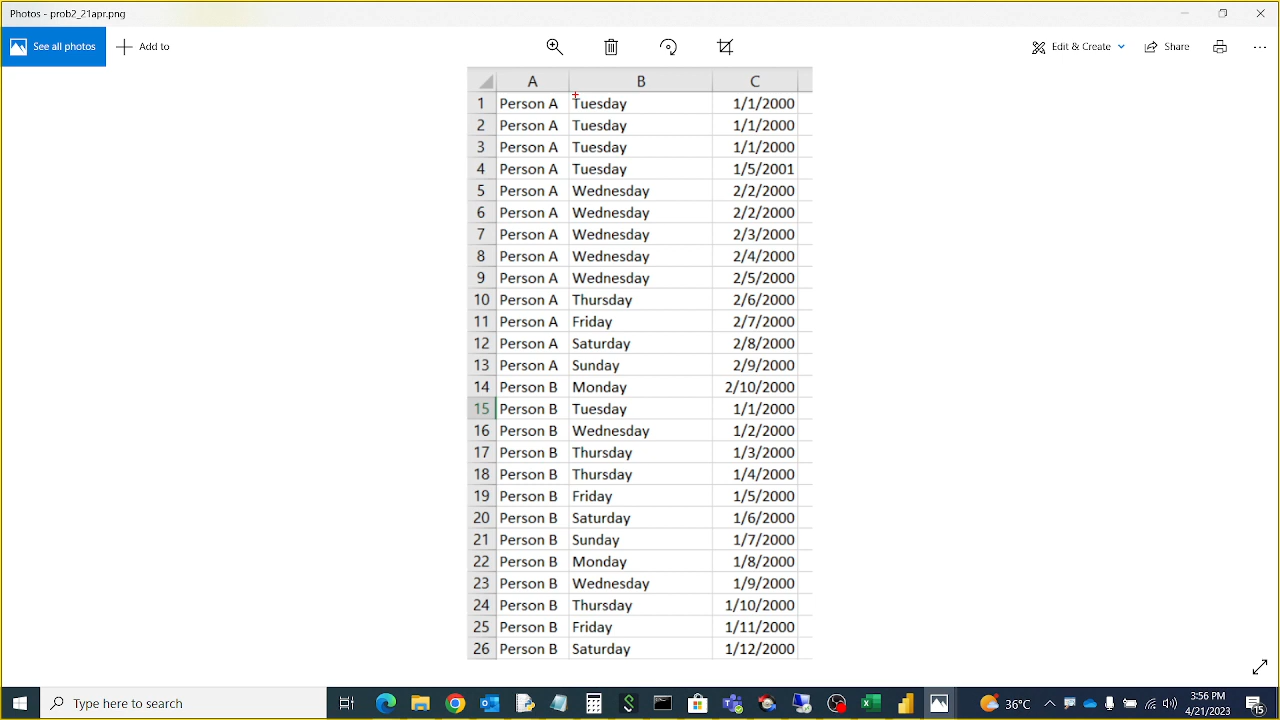 Photos - prob2_21apr.png
See all photos Add to Edit & Create Share
A B C
1 Person A Tuesday 1/1/2000
2 Person A Tuesday 1/1/2000
3 Person A Tuesday 1/1/2000
4 Person A Tuesday 1/5/2001
5 Person A Wednesday 2/2/2000
6 Person A Wednesday 2/2/2000
7 Person A Wednesday 2/3/2000
8 Person A Wednesday 2/4/2000
9 Person A Wednesday 2/5/2000
10 Person A Thursday 2/6/2000
11 Person A Friday 2/7/2000
12 Person A Saturday 2/8/2000
13 Person A Sunday 2/9/2000
14 Person B Monday 2/10/2000
15 Person B Tuesday 1/1/2000
16 Person B Wednesday 1/2/2000
17 Person B Thursday 1/3/2000
18 Person B Thursday 1/4/2000
19 Person B Friday 1/5/2000
20 Person B Saturday 1/6/2000
21 Person B Sunday 1/7/2000
22 Person B Monday 1/8/2000
23 Person B Wednesday 1/9/2000
24 Person B Thursday 1/10/2000
25 Person B Friday 1/11/2000
26 Person B Saturday 1/12/2000
Type here to search 36°C 3:56 PM
4/21/2023 15